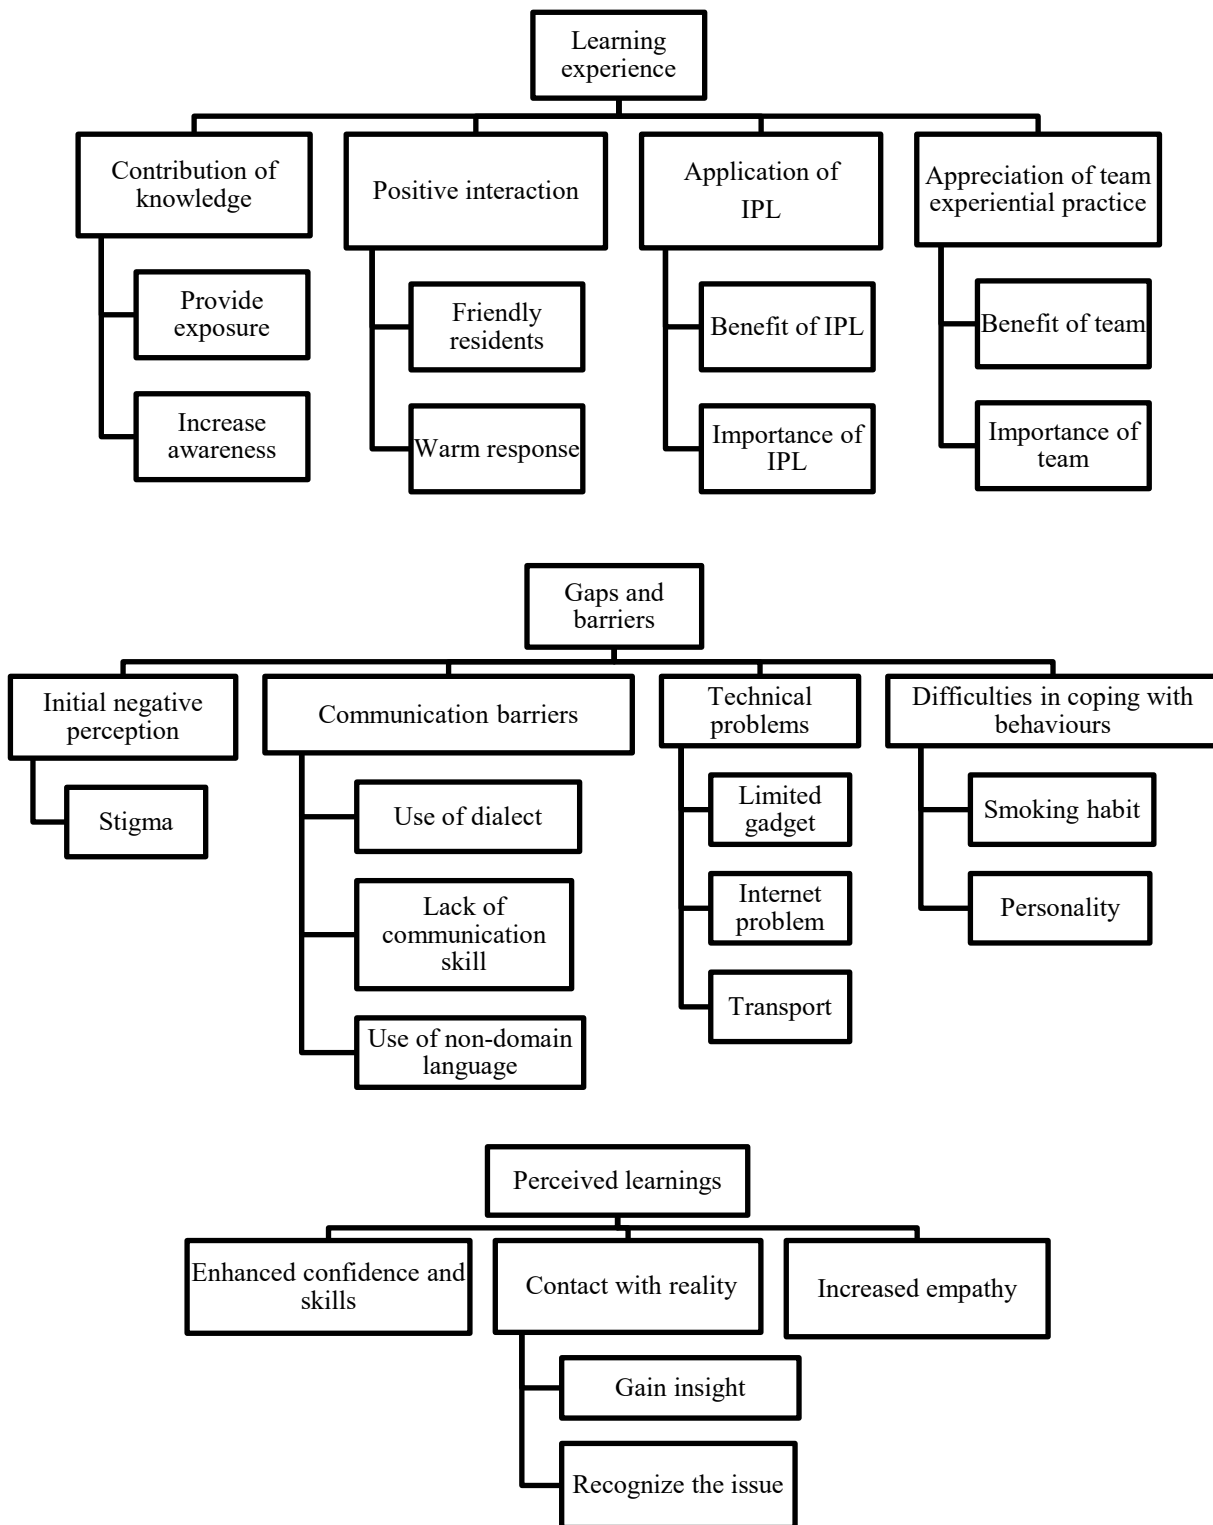 Learning
experience
Contribution of
knowledge
Positive interaction
Application of
IPL
Appreciation of team
experiential practice
Provide
exposure
Friendly
residents
Benefit of IPL
Benefit of team
Increase
awareness
Warm response
Importance of
IPL
Importance of
team
Gaps and
barriers
Initial negative
perception
Communication barriers
Technical
problems
Difficulties in coping with
behaviours
Stigma
Use of dialect
Limited
gadget
Smoking habit
Lack of
communication
skill
Internet
problem
Personality
Use of non-domain
language
Transport
Perceived learnings
Enhanced confidence and
skills
Contact with reality
Increased empathy
Gain insight
Recognize the issue